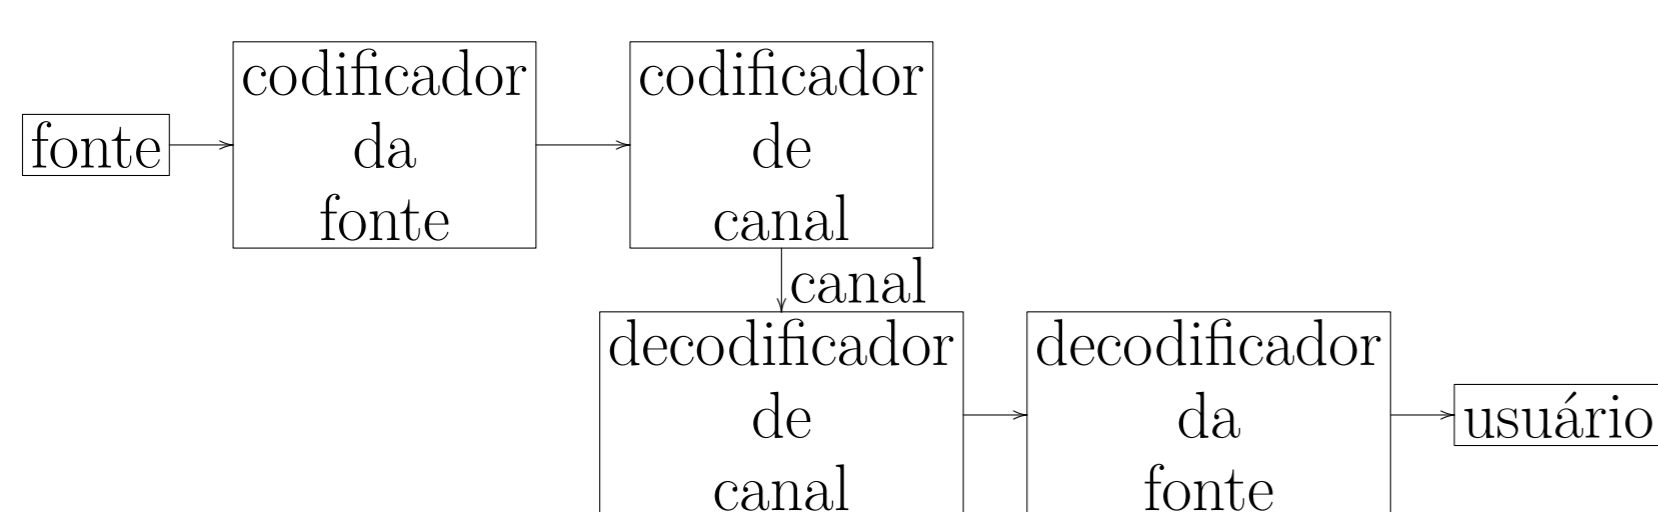 fonte
codificador
da
fonte
codificador
de
canal
canal
decodificador
de
canal
decodificador
da
fonte
usuário